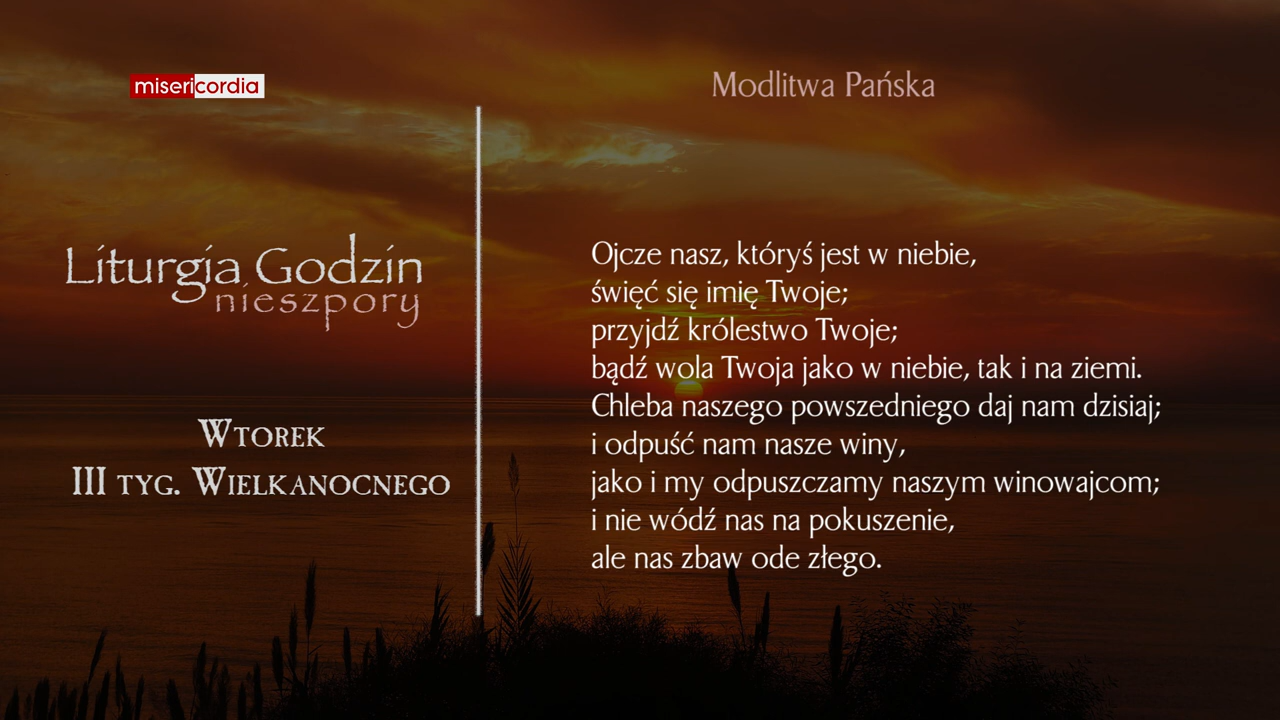 misericordia
Liturgia Godzin
nieszpory
Wtorek
III tyg. Wielkanocnego
Modlitwa Pańska
Ojcze nasz, któryś jest w niebie,
święć się imię Twoje;
przyjdź królestwo Twoje;
bądź wola Twoja jako w niebie, tak i na ziemi.
Chleba naszego powszedniego daj nam dzisiaj;
i odpuść nam nasze winy,
jako i my odpuszczamy naszym winowajcom;
i nie wódź nas na pokuszenie,
ale nas zbaw ode złego.